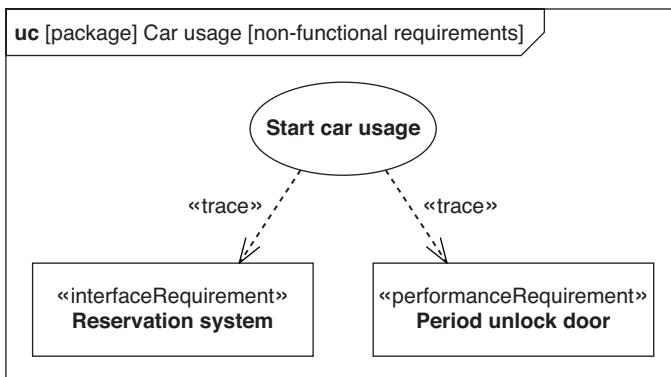 uc [package] Car usage [non-functional requirements]
Start car usage
«trace» «trace»
«interfaceRequirement»
Reservation system
«performanceRequirement»
Period unlock door